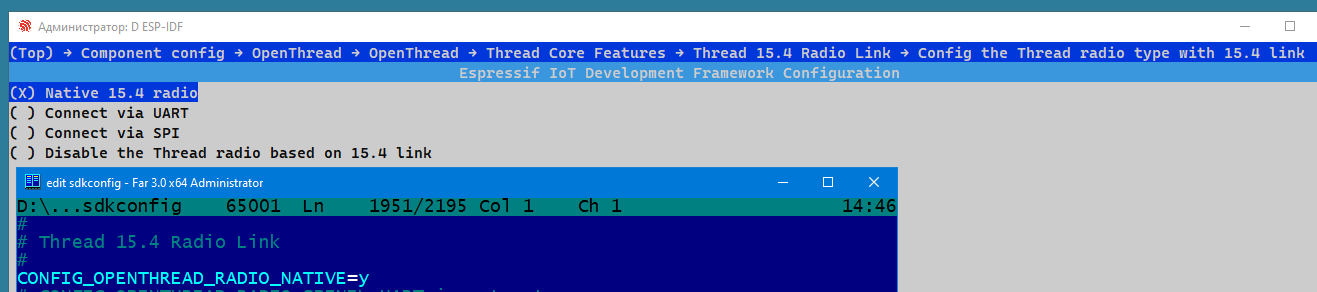 Администратор: D ESP-IDF
(Top) → Component config → OpenThread → OpenThread → Thread Core Features → Thread 15.4 Radio Link → Config the Thread radio type with 15.4 link
Espressif IoT Development Framework Configuration
(X) Native 15.4 radio
( ) Connect via UART
( ) Connect via SPI
( ) Disable the Thread radio based on 15.4 link
edit sdkconfig - Far 3.0 x64 Administrator
D:\...sdkconfig 65001 Ln 1951/2195 Col 1 Ch 1 14:46
#
# Thread 15.4 Radio Link
#
CONFIG_OPENTHREAD_RADIO_NATIVE=y